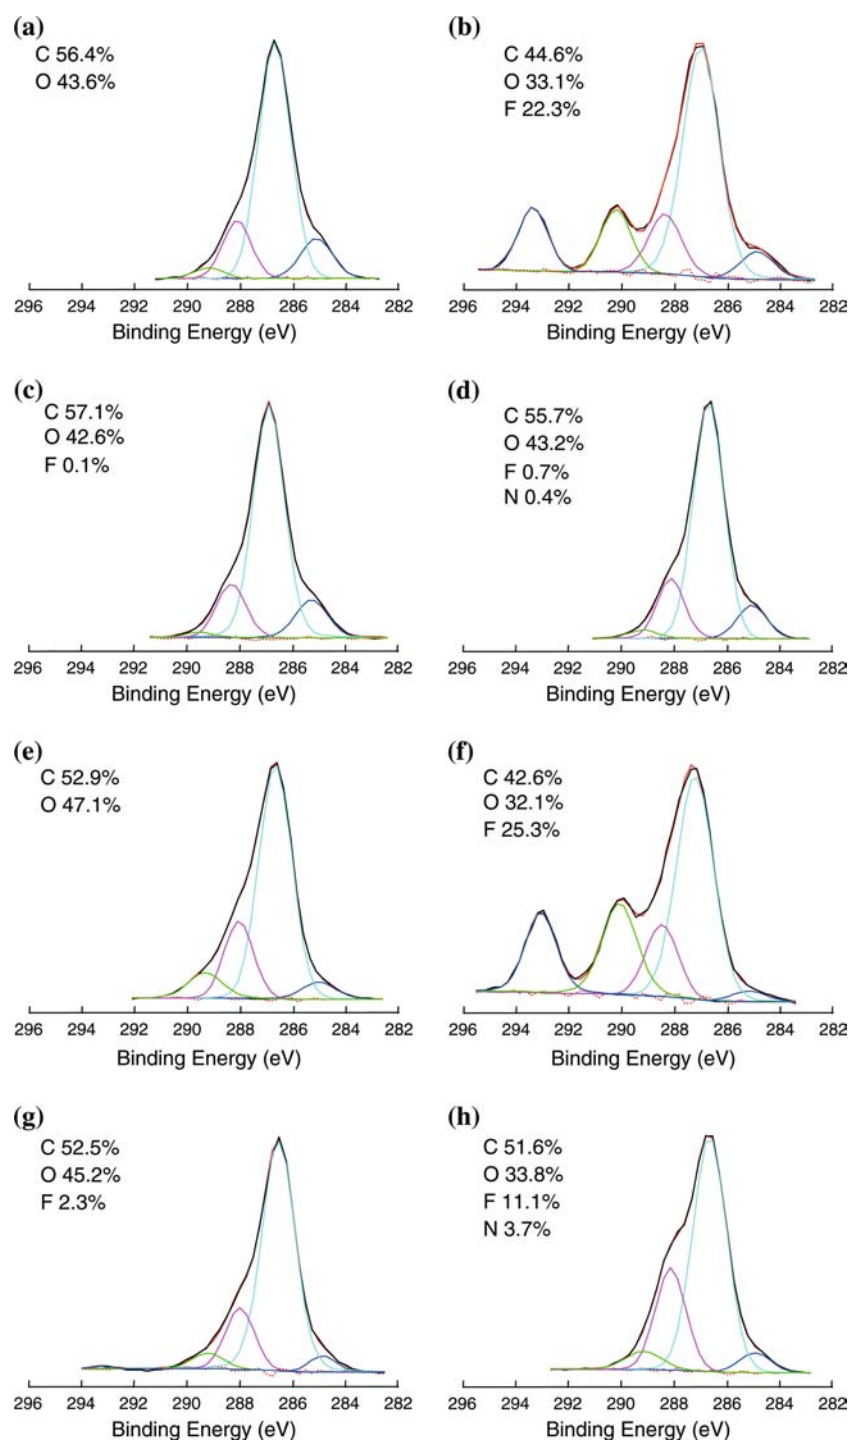 (a)
C 56.4%
O 43.6%
296 294 292 290 288 286 284 282
Binding Energy (eV)
(b)
C 44.6%
O 33.1%
F 22.3%
296 294 292 290 288 286 284 282
Binding Energy (eV)
(c)
C 57.1%
O 42.6%
F 0.1%
296 294 292 290 288 286 284 282
Binding Energy (eV)
(d)
C 55.7%
O 43.2%
F 0.7%
N 0.4%
296 294 292 290 288 286 284 282
Binding Energy (eV)
(e)
C 52.9%
O 47.1%
296 294 292 290 288 286 284 282
Binding Energy (eV)
(f)
C 42.6%
O 32.1%
F 25.3%
296 294 292 290 288 286 284 282
Binding Energy (eV)
(g)
C 52.5%
O 45.2%
F 2.3%
296 294 292 290 288 286 284 282
Binding Energy (eV)
(h)
C 51.6%
O 33.8%
F 11.1%
N 3.7%
296 294 292 290 288 286 284 282
Binding Energy (eV)